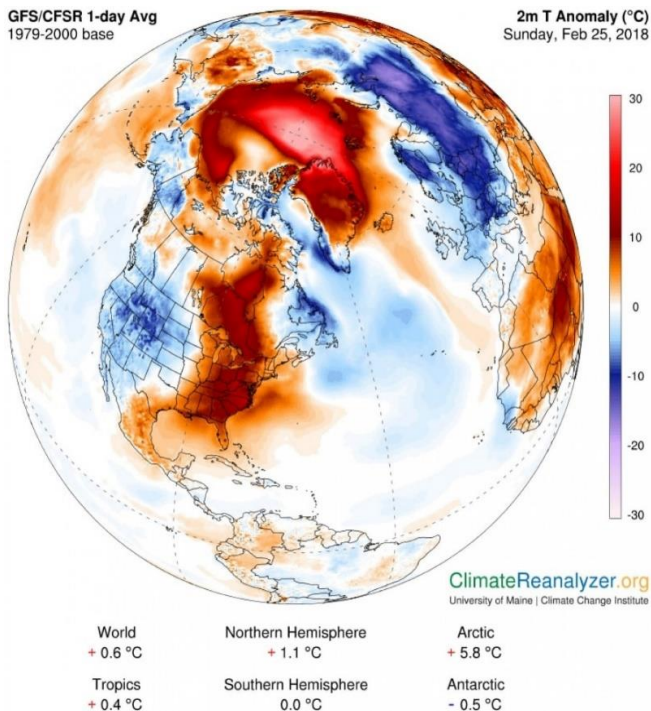 GFS/CFSR 1-day Avg
1979-2000 base
2m T Anomaly (°C)
Sunday, Feb 25, 2018
30
20
10
0
-10
-20
-30
ClimateReanalyzer.org
University of Maine | Climate Change Institute
World
+ 0.6 °C
Northern Hemisphere
+ 1.1 °C
Arctic
+ 5.8 °C
Tropics
+ 0.4 °C
Southern Hemisphere
0.0 °C
Antarctic
- 0.5 °C